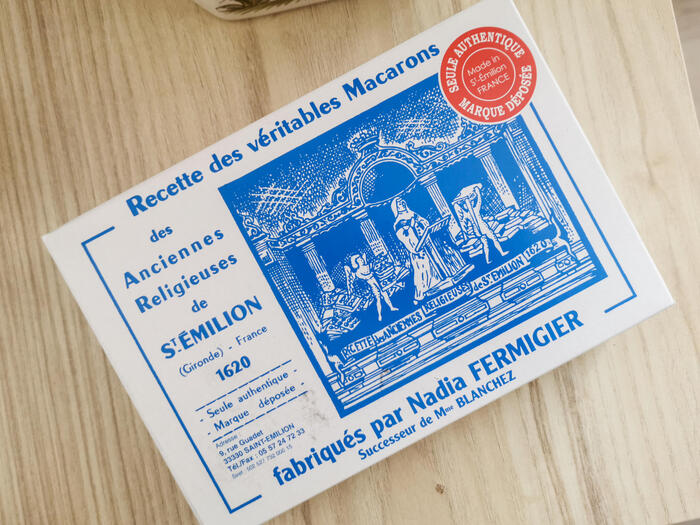 Recette des véritables Macarons
des
Anciennes
Religieuses
de
ST ÉMILION
(Gironde) - France
1620
- Seule authentique -
- Marque déposée -
Adresse :
9, rue Guadet
33330 SAINT-EMILION
Tél/Fax : 05 57 24 72 33
SEULE AUTHENTIQUE
Made in
St-Émilion
FRANCE
MARQUE DÉPOSÉE
RECETTE des ANCIENNES RELIGIEUSES de ST EMILION 1620
fabriqués par Nadia FERMIGIER
Successeur de Mme BLANCHEZ